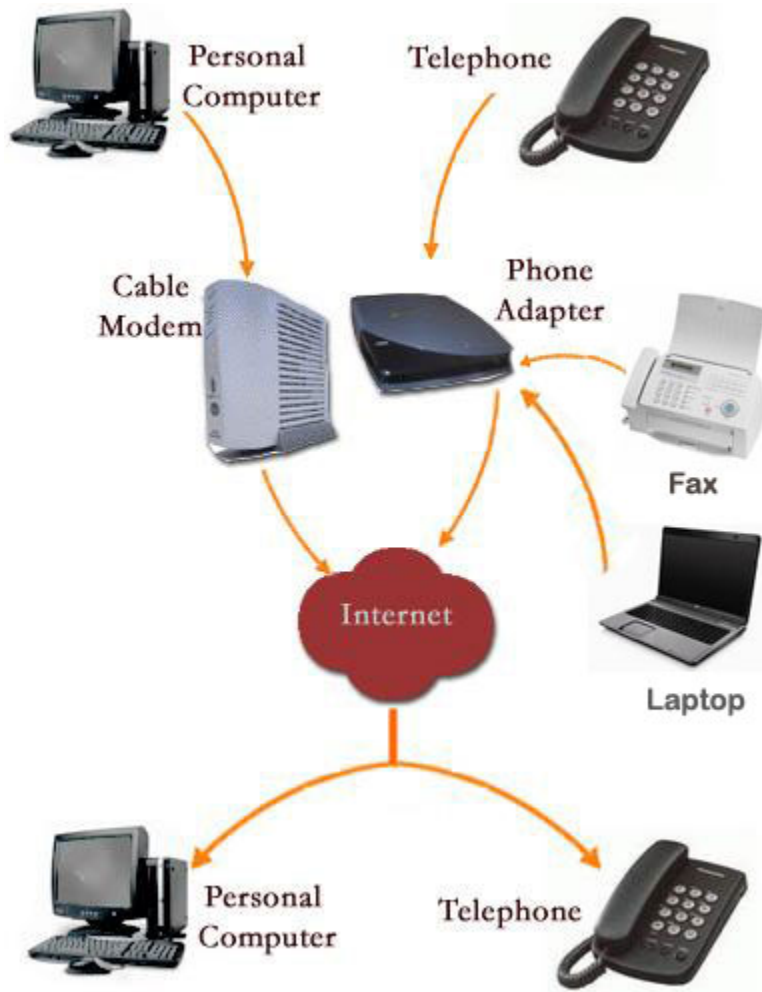 Personal
Computer
Telephone
Cable
Modem
Phone
Adapter
Fax
Internet
Laptop
Personal
Computer
Telephone